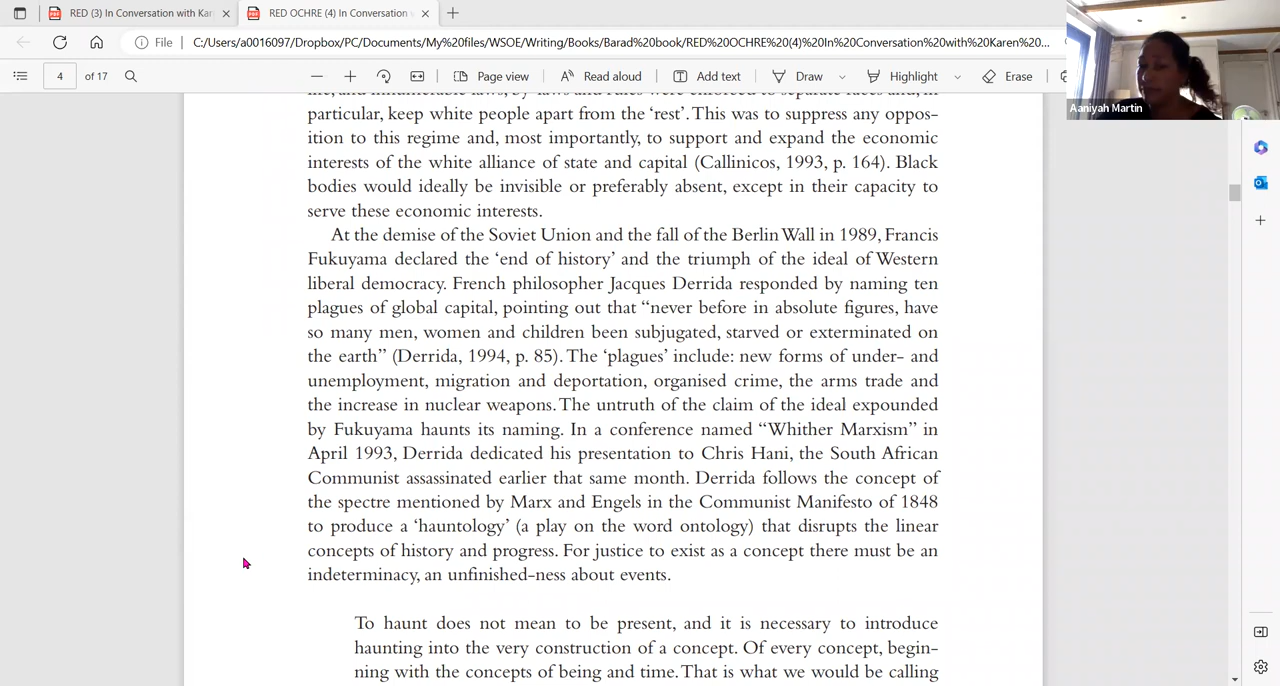 RED (3) In Conversation with Kar
RED OCHRE (4) In Conversation
File
C:/Users/a0016097/Dropbox/PC/Documents/My%20files/WSOE/Writing/Books/Barad%20book/RED%20OCHRE%20(4)%20In%20Conversation%20with%20Karen%20...
4 of 17
Page view
Read aloud
Add text
Draw
Highlight
Erase
Aaniyah Martin
particular, keep white people apart from the ‘rest’. This was to suppress any oppos-
ition to this regime and, most importantly, to support and expand the economic
interests of the white alliance of state and capital (Callinicos, 1993, p. 164). Black
bodies would ideally be invisible or preferably absent, except in their capacity to
serve these economic interests.
At the demise of the Soviet Union and the fall of the Berlin Wall in 1989, Francis
Fukuyama declared the ‘end of history’ and the triumph of the ideal of Western
liberal democracy. French philosopher Jacques Derrida responded by naming ten
plagues of global capital, pointing out that “never before in absolute figures, have
so many men, women and children been subjugated, starved or exterminated on
the earth” (Derrida, 1994, p. 85). The ‘plagues’ include: new forms of under- and
unemployment, migration and deportation, organised crime, the arms trade and
the increase in nuclear weapons. The untruth of the claim of the ideal expounded
by Fukuyama haunts its naming. In a conference named “Whither Marxism” in
April 1993, Derrida dedicated his presentation to Chris Hani, the South African
Communist assassinated earlier that same month. Derrida follows the concept of
the spectre mentioned by Marx and Engels in the Communist Manifesto of 1848
to produce a ‘hauntology’ (a play on the word ontology) that disrupts the linear
concepts of history and progress. For justice to exist as a concept there must be an
indeterminacy, an unfinished-ness about events.
To haunt does not mean to be present, and it is necessary to introduce
haunting into the very construction of a concept. Of every concept, begin-
ning with the concepts of being and time. That is what we would be calling